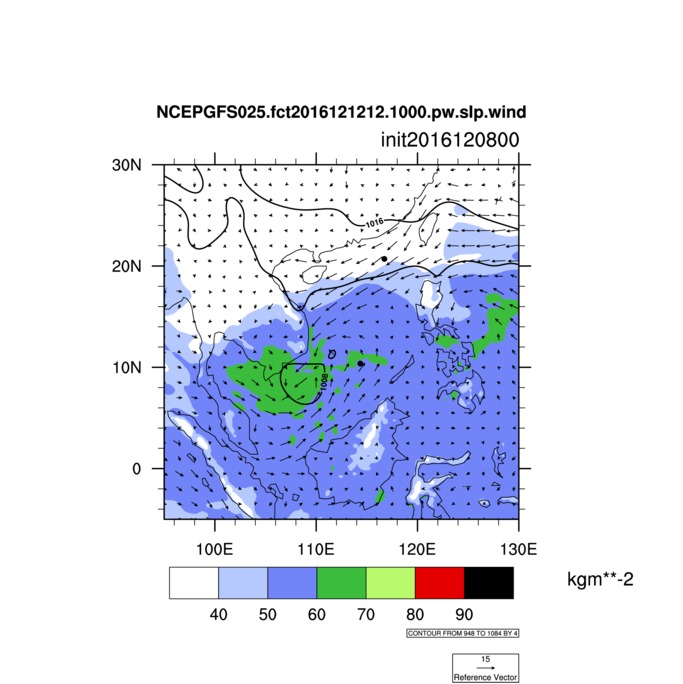 NCEPGFS025.fct2016121212.1000.pw.slp.wind
init2016120800
30N
1016
20N
10N
1008
0
100E 110E 120E 130E
kgm**-2
40 50 60 70 80 90
CONTOUR FROM 948 TO 1084 BY 4
15
Reference Vector